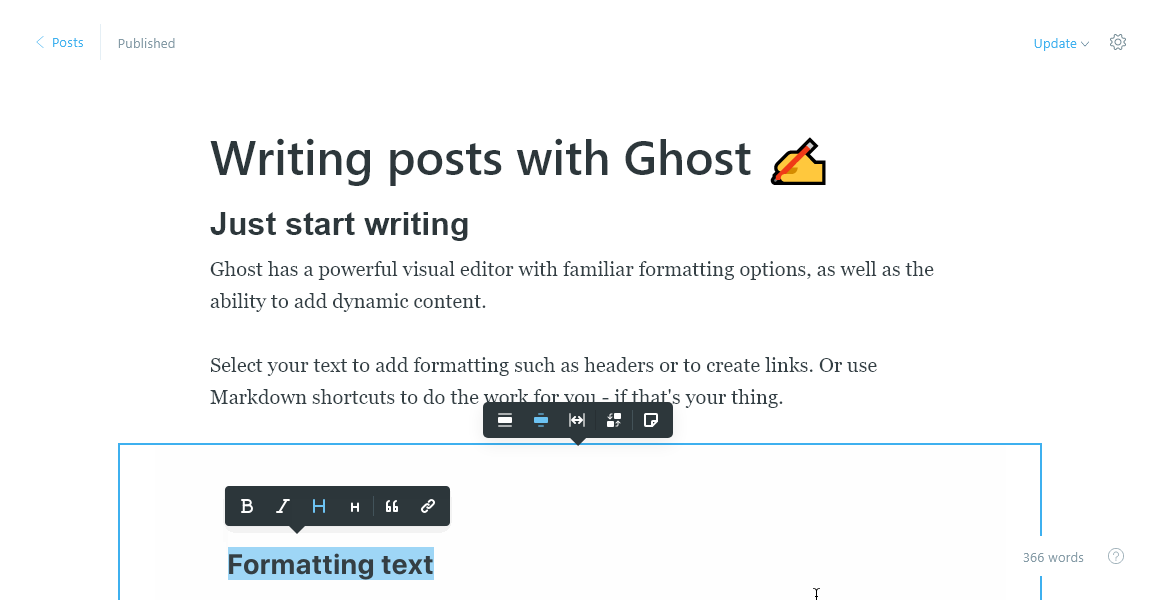 Posts
Published
Update
Writing posts with Ghost ✍
Just start writing
Ghost has a powerful visual editor with familiar formatting options, as well as the
ability to add dynamic content.
Select your text to add formatting such as headers or to create links. Or use
Markdown shortcuts to do the work for you - if that's your thing.
B I H H
Formatting text
366 words
?